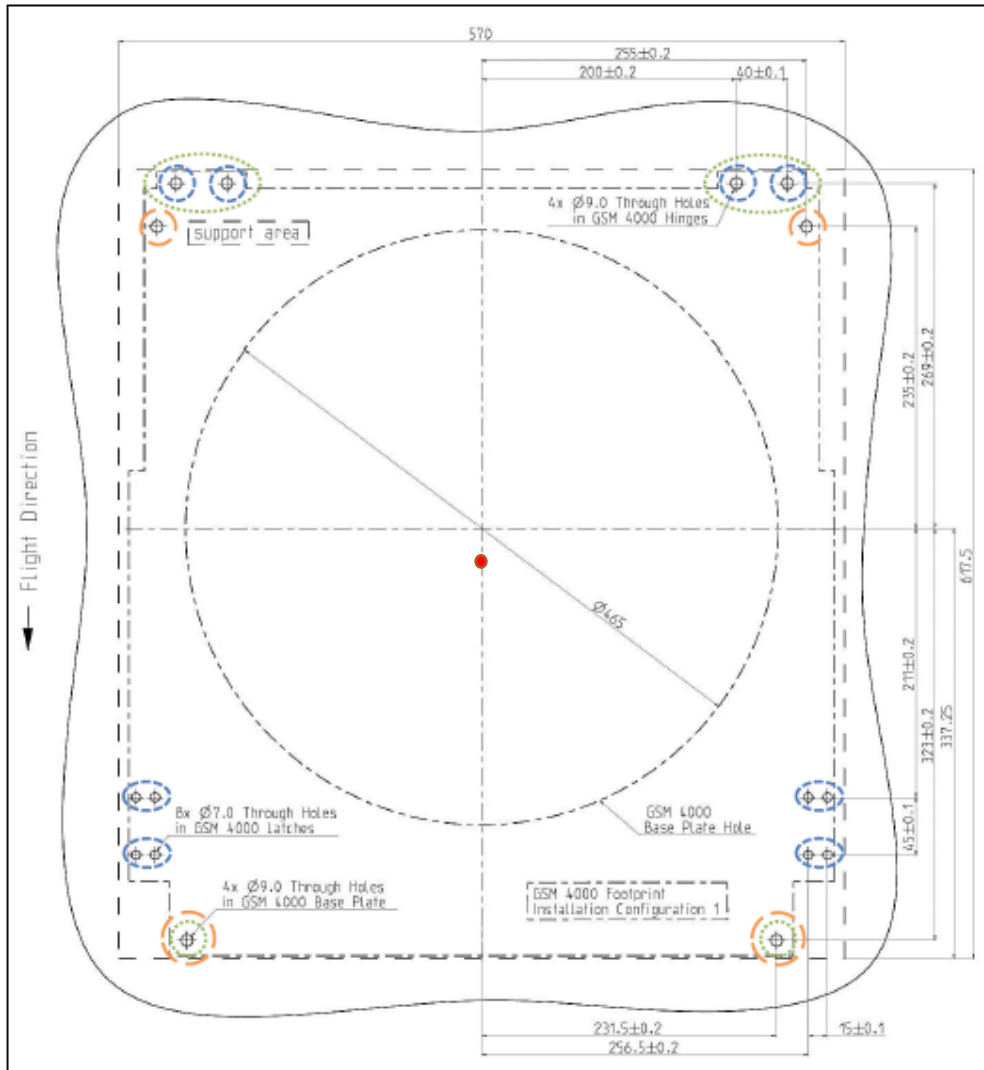 570
255±0.2
200±0.2
40±0.1
4x Ø9.0 Through Holes
in GSM 4000 Hinges
support area
235±0.2
269±0.2
← Flight Direction
Ø465
617.5
211±0.2
323±0.2
337.25
8x Ø7.0 Through Holes
in GSM 4000 Latches
GSM 4000
Base Plate Hole
45±0.1
4x Ø9.0 Through Holes
in GSM 4000 Base Plate
GSM 4000 Footprint
Installation Configuration 1
231.5±0.2
15±0.1
256.5±0.2